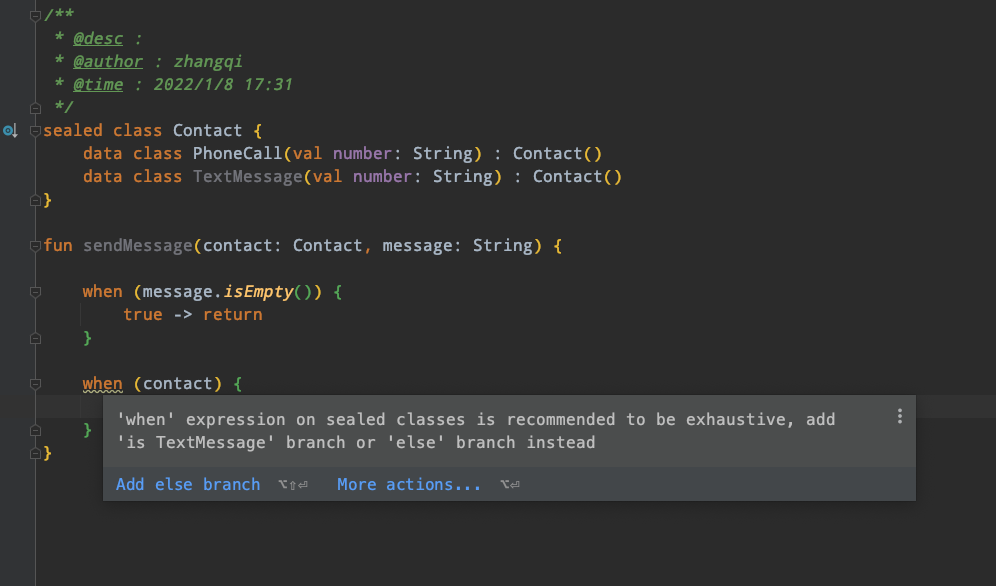 /**
 * @desc :
 * @author : zhangqi
 * @time : 2022/1/8 17:31
 */
sealed class Contact {
    data class PhoneCall(val number: String) : Contact()
    data class TextMessage(val number: String) : Contact()
}
fun sendMessage(contact: Contact, message: String) {
    when (message.isEmpty()) {
        true -> return
    }
    when (contact) {
'when' expression on sealed classes is recommended to be exhaustive, add
'is TextMessage' branch or 'else' branch instead
    }
}
Add else branch ⌥⇧⏎ More actions... ⌥⏎